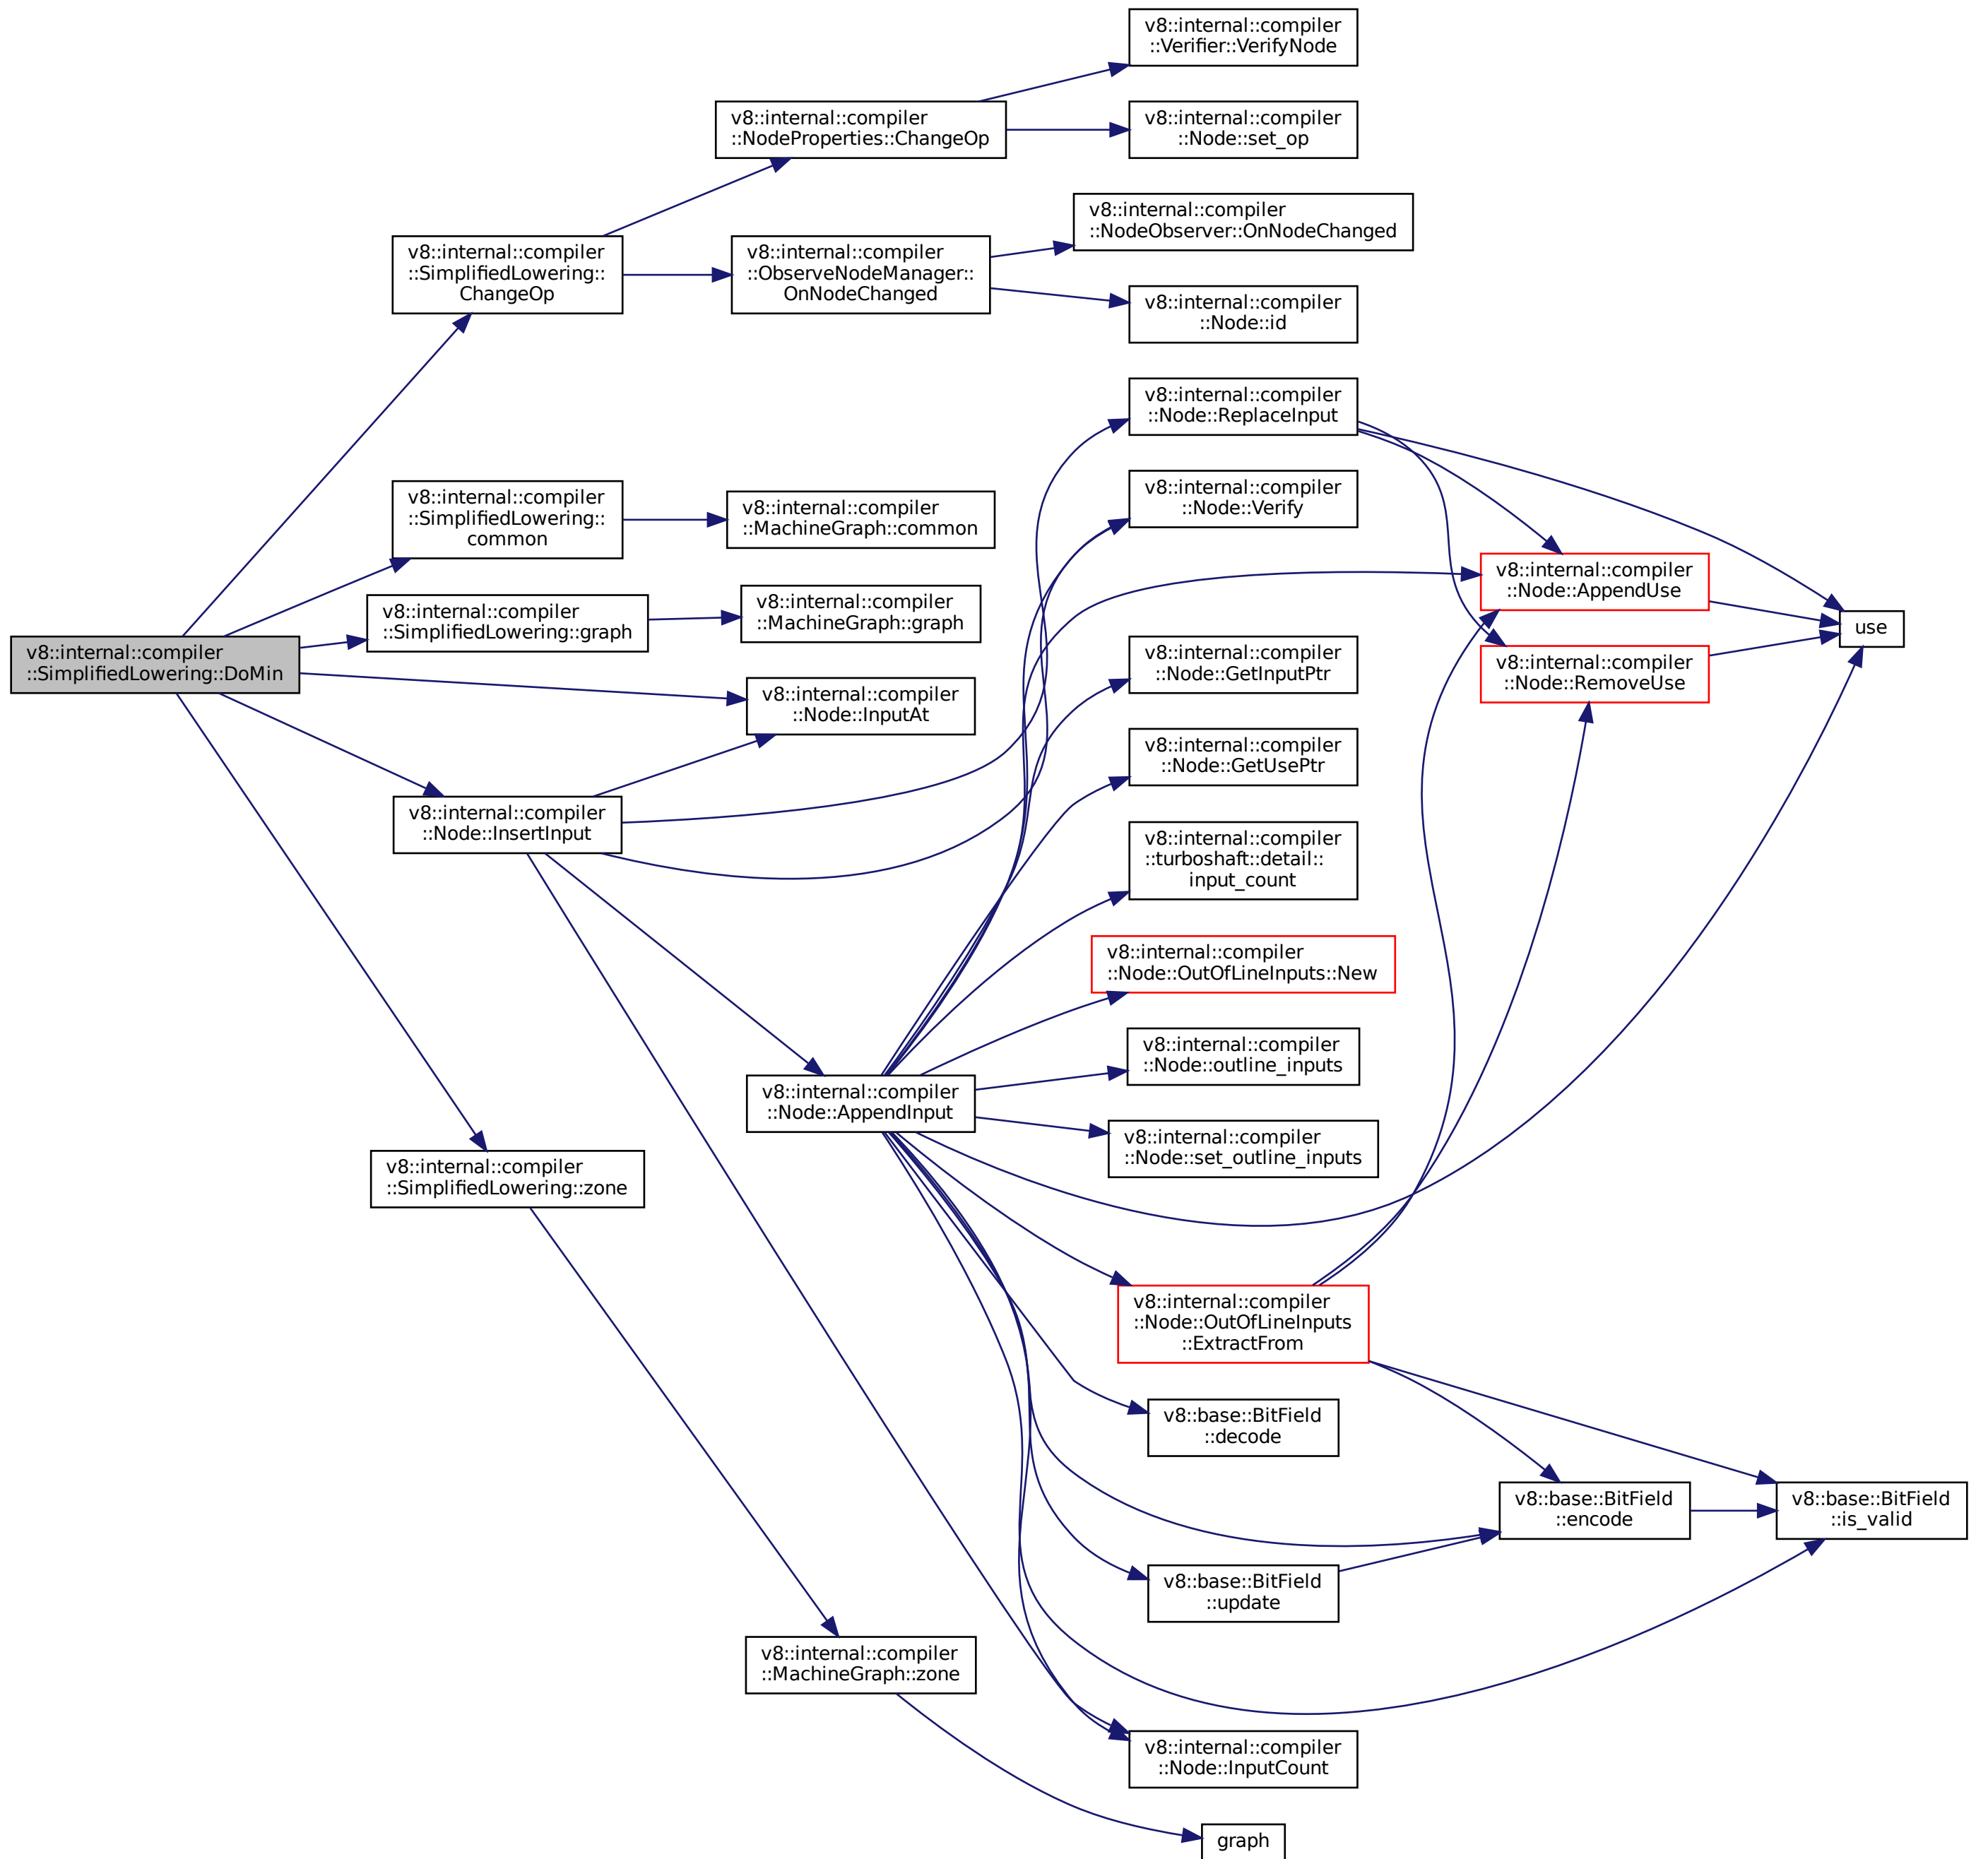 v8::internal::compiler
::SimplifiedLowering::DoMin
v8::internal::compiler
::SimplifiedLowering::
ChangeOp
v8::internal::compiler
::NodeProperties::ChangeOp
v8::internal::compiler
::Verifier::VerifyNode
v8::internal::compiler
::Node::set_op
v8::internal::compiler
::ObserveNodeManager::
OnNodeChanged
v8::internal::compiler
::NodeObserver::OnNodeChanged
v8::internal::compiler
::Node::id
v8::internal::compiler
::SimplifiedLowering::
common
v8::internal::compiler
::MachineGraph::common
v8::internal::compiler
::SimplifiedLowering::graph
v8::internal::compiler
::MachineGraph::graph
v8::internal::compiler
::Node::InputAt
v8::internal::compiler
::Node::InsertInput
v8::internal::compiler
::Node::ReplaceInput
v8::internal::compiler
::Node::Verify
v8::internal::compiler
::Node::AppendUse
use
v8::internal::compiler
::Node::RemoveUse
v8::internal::compiler
::Node::GetInputPtr
v8::internal::compiler
::Node::GetUsePtr
v8::internal::compiler
::turboshaft::detail::
input_count
v8::internal::compiler
::Node::OutOfLineInputs::New
v8::internal::compiler
::Node::outline_inputs
v8::internal::compiler
::Node::AppendInput
v8::internal::compiler
::Node::set_outline_inputs
v8::internal::compiler
::SimplifiedLowering::zone
v8::internal::compiler
::Node::OutOfLineInputs
::ExtractFrom
v8::base::BitField
::decode
v8::base::BitField
::encode
v8::base::BitField
::is_valid
v8::base::BitField
::update
v8::internal::compiler
::MachineGraph::zone
v8::internal::compiler
::Node::InputCount
graph